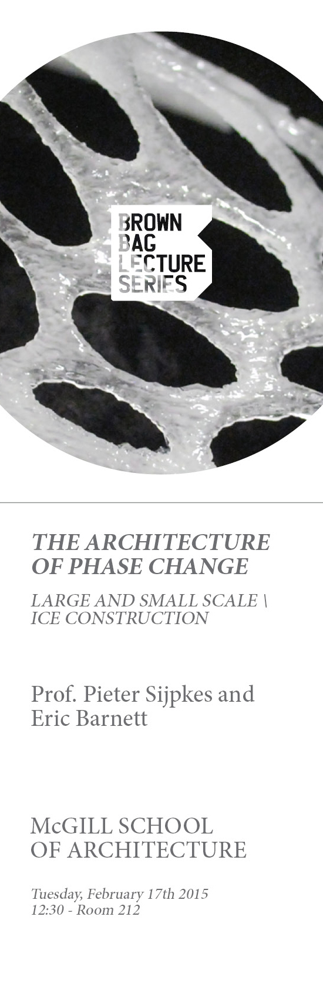 BROWN
BAG
LECTURE
SERIES
THE ARCHITECTURE
OF PHASE CHANGE
LARGE AND SMALL SCALE \
ICE CONSTRUCTION
Prof. Pieter Sijpkes and
Eric Barnett
McGILL SCHOOL
OF ARCHITECTURE
Tuesday, February 17th 2015
12:30 - Room 212